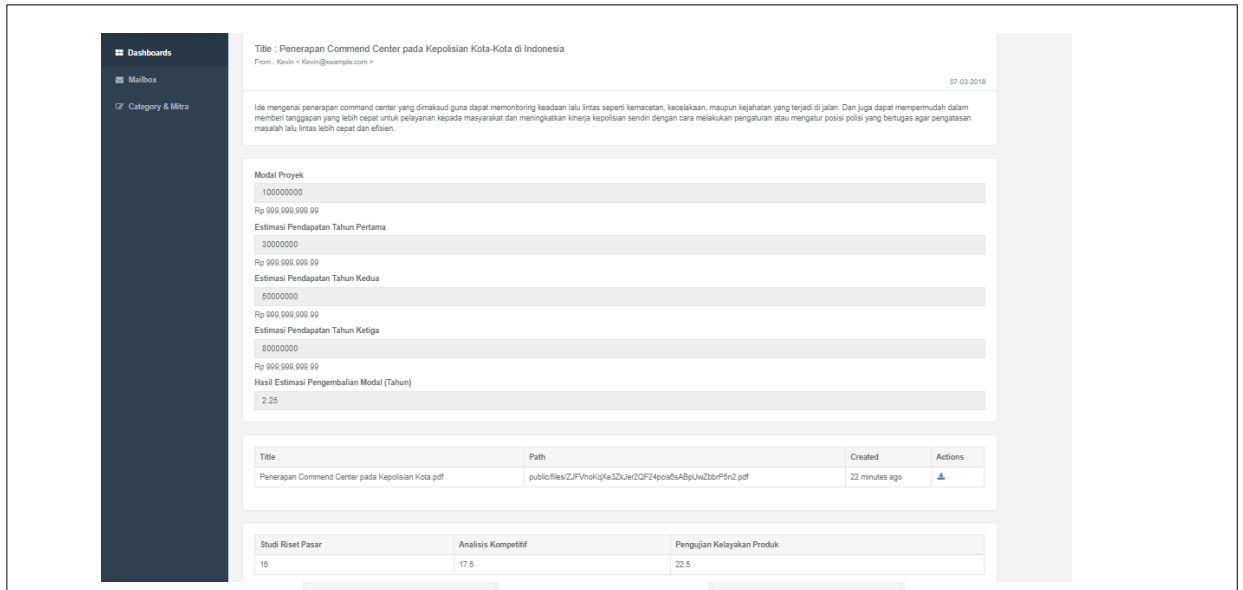 Dashboards
Mailbox
Category & Mitra
Title : Penerapan Commend Center pada Kepolisian Kota-Kota di Indonesia
From : Kevin < Kevin@example.com >
07-03-2018
Ide mengenai penerapan command center yang dimaksud guna dapat memonitoring keadaan lalu lintas seperti kemacetan, kecelakaan, maupun kejahatan yang terjadi di jalan. Dan juga dapat mempermudah dalam
memberi tanggapan yang lebih cepat untuk pelayanan kepada masyarakat dan meningkatkan kinerja kepolisian sendiri dengan cara melakukan pengaturan atau mengatur posisi polisi yang bertugas agar pengatasan
masalah lalu lintas lebih cepat dan efisien.
Modal Proyek
100000000
Rp 999,999,999.99
Estimasi Pendapatan Tahun Pertama
30000000
Rp 999,999,999.99
Estimasi Pendapatan Tahun Kedua
50000000
Rp 999,999,999.99
Estimasi Pendapatan Tahun Ketiga
80000000
Rp 999,999,999.99
Hasil Estimasi Pengembalian Modal (Tahun)
2.25
Title Path Created Actions
Penerapan Commend Center pada Kepolisian Kota.pdf 22 minutes ago
Studi Riset Pasar Analisis Kompetitif Pengujian Kelayakan Produk
16 17.5 22.5